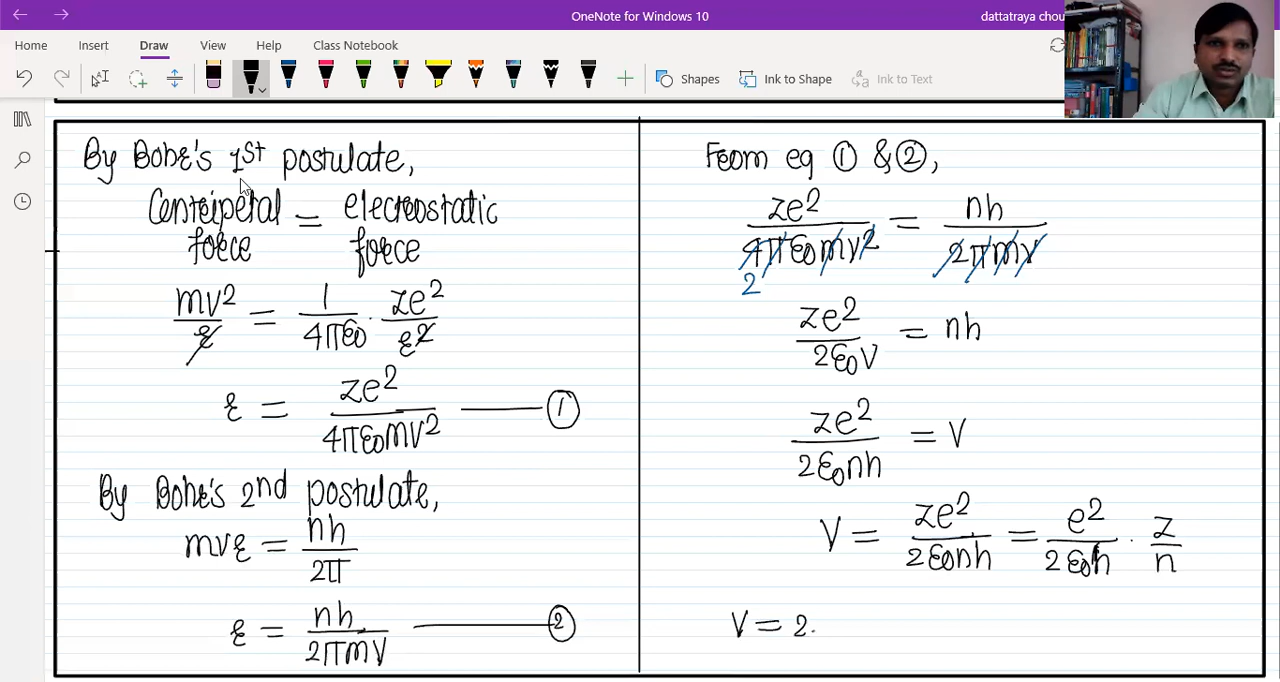 OneNote for Windows 10
dattatraya chou
Home Insert Draw View Help Class Notebook
Shapes Ink to Shape Ink to Text
By Bohr's 1st postulate,
Centripetal force = electrostatic force
mv² / r = 1 / 4πε₀ · ze² / r²
r = ze² / 4πε₀mv² —— ①
By Bohr's 2nd postulate,
mvr = nh / 2π
r = nh / 2πmv —— ②
From eq ① & ②,
ze² / 4πε₀mv² = nh / 2πmv
2
ze² / 2ε₀v = nh
ze² / 2ε₀nh = v
v = ze² / 2ε₀nh = e² / 2ε₀h · z / n
v = 2.